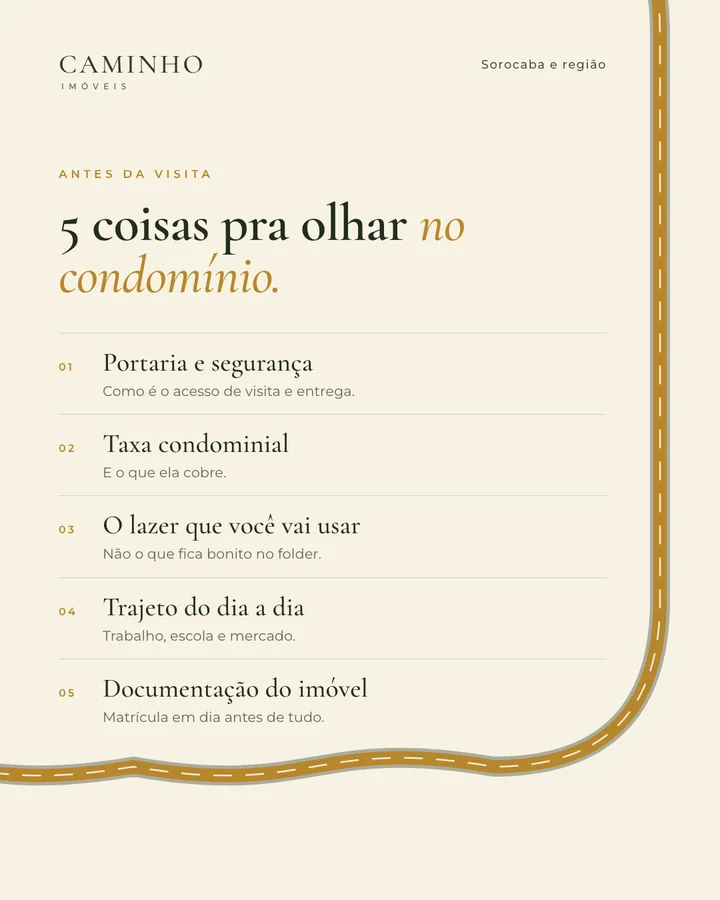 CAMINHO
IMÓVEIS
Sorocaba e região
ANTES DA VISITA
5 coisas pra olhar no
condomínio.
01 Portaria e segurança
Como é o acesso de visita e entrega.
02 Taxa condominial
E o que ela cobre.
03 O lazer que você vai usar
Não o que fica bonito no folder.
04 Trajeto do dia a dia
Trabalho, escola e mercado.
05 Documentação do imóvel
Matrícula em dia antes de tudo.